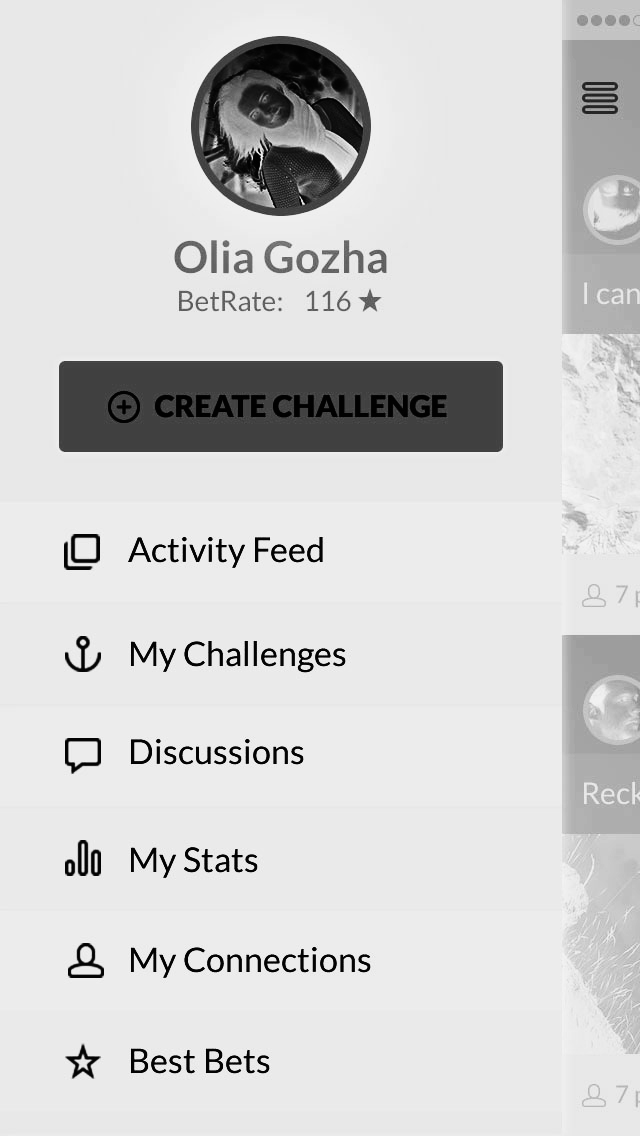 Olia Gozha
BetRate: 116 ★
CREATE CHALLENGE
Activity Feed
My Challenges
Discussions
My Stats
My Connections
Best Bets
I can
7
Reck
7